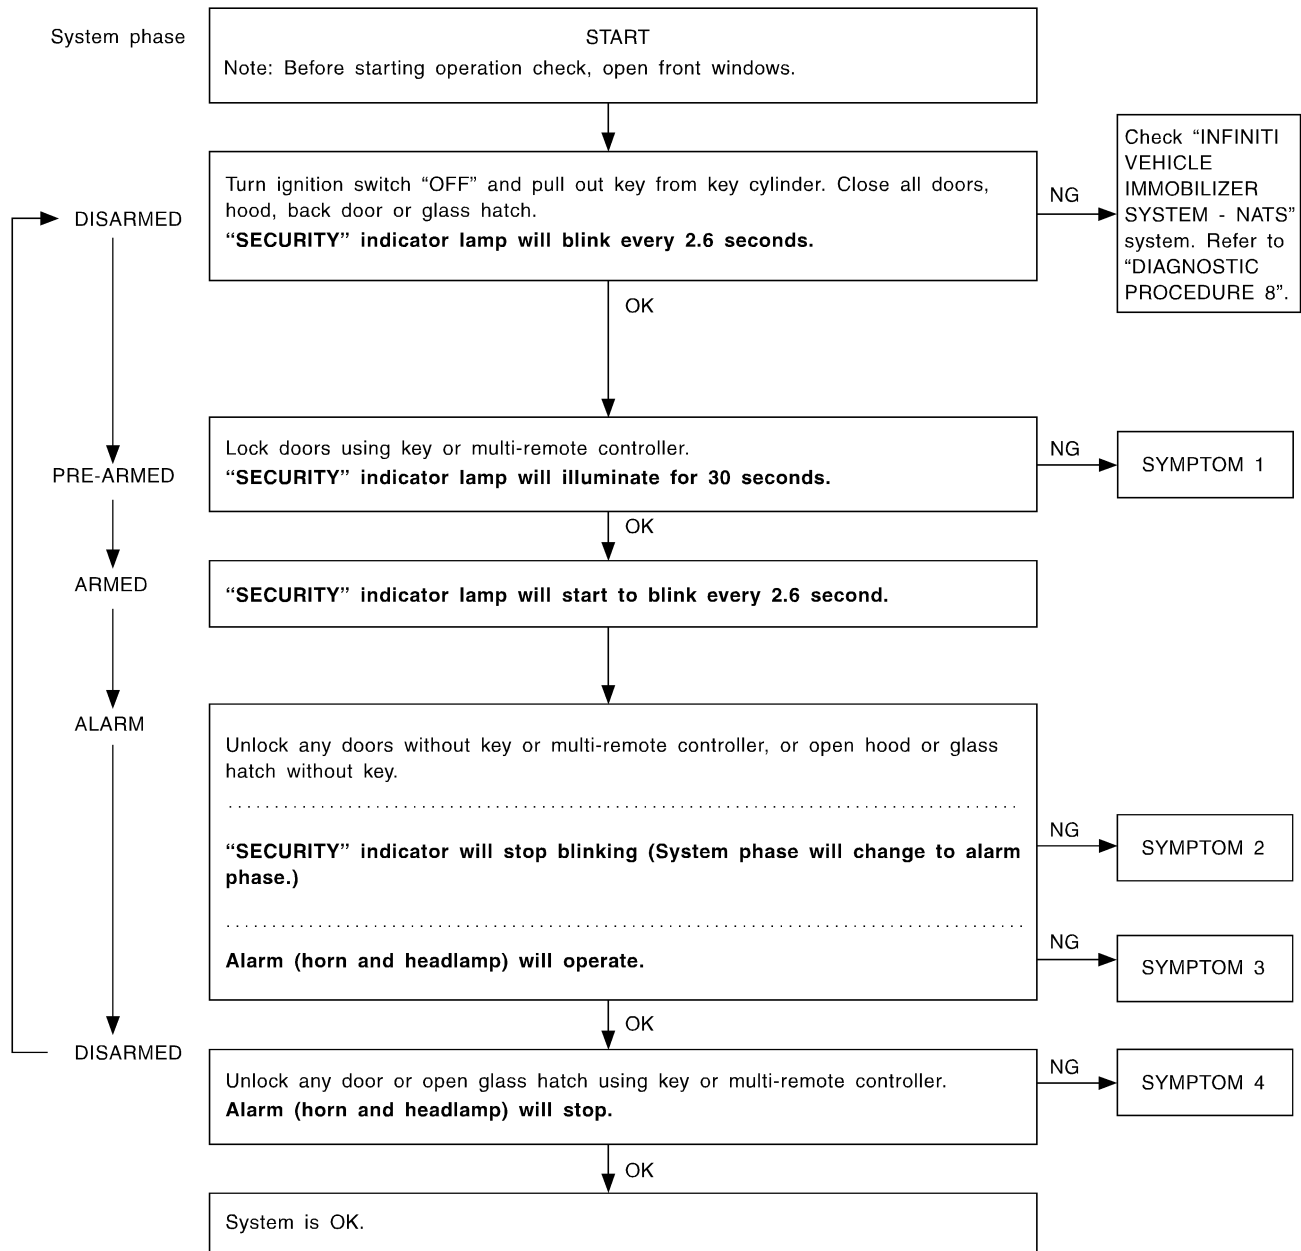 System phase
START
Note: Before starting operation check, open front windows.
DISARMED
Turn ignition switch “OFF” and pull out key from key cylinder. Close all doors,
hood, back door or glass hatch.
“SECURITY” indicator lamp will blink every 2.6 seconds.
NG
Check “INFINITI
VEHICLE
IMMOBILIZER
SYSTEM - NATS”
system. Refer to
“DIAGNOSTIC
PROCEDURE 8”.
OK
PRE-ARMED
Lock doors using key or multi-remote controller.
“SECURITY” indicator lamp will illuminate for 30 seconds.
NG
SYMPTOM 1
OK
ARMED
“SECURITY” indicator lamp will start to blink every 2.6 second.
ALARM
Unlock any doors without key or multi-remote controller, or open hood or glass
hatch without key.
“SECURITY” indicator will stop blinking (System phase will change to alarm
phase.)
NG
SYMPTOM 2
Alarm (horn and headlamp) will operate.
NG
SYMPTOM 3
OK
DISARMED
Unlock any door or open glass hatch using key or multi-remote controller.
Alarm (horn and headlamp) will stop.
NG
SYMPTOM 4
OK
System is OK.